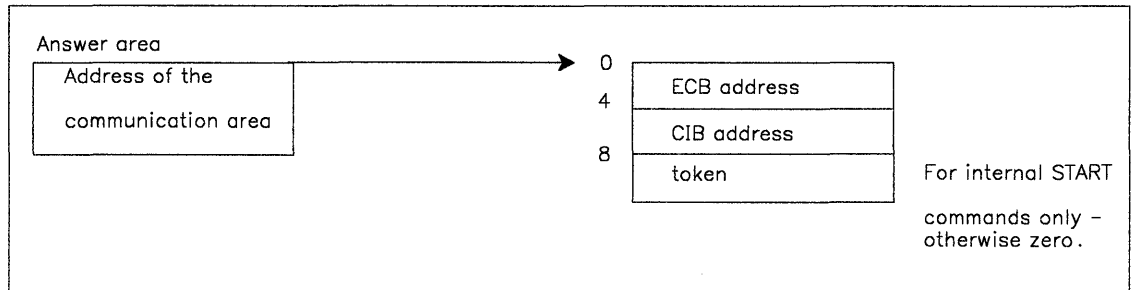 Answer area
Address of the
communication area
0
ECB address
4
CIB address
8
token
For internal START
commands only -
otherwise zero.